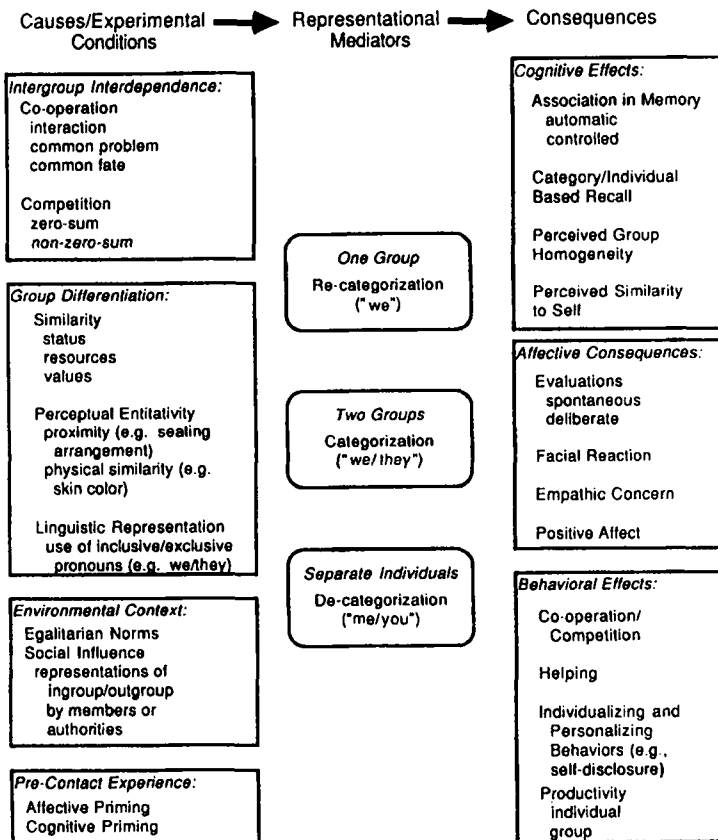 Causes/Experimental Conditions
Representational Mediators
Consequences
Intergroup Interdependence:
Co-operation
interaction
common problem
common fate
Competition
zero-sum
non-zero-sum
Group Differentiation:
Similarity
status
resources
values
Perceptual Entitativity
proximity (e.g. seating
arrangement)
physical similarity (e.g.
skin color)
Linguistic Representation
use of inclusive/exclusive
pronouns (e.g. we/they)
Environmental Context:
Egalitarian Norms
Social Influence
representations of
ingroup/outgroup
by members or
authorities
Pre-Contact Experience:
Affective Priming
Cognitive Priming
One Group
Re-categorization
("we")
Two Groups
Categorization
("we/they")
Separate Individuals
De-categorization
("me/you")
Cognitive Effects:
Association in Memory
automatic
controlled
Category/Individual
Based Recall
Perceived Group
Homogeneity
Perceived Similarity
to Self
Affective Consequences:
Evaluations
spontaneous
deliberate
Facial Reaction
Empathic Concern
Positive Affect
Behavioral Effects:
Co-operation/
Competition
Helping
Individualizing and
Personalizing
Behaviors (e.g.,
self-disclosure)
Productivity
individual
group